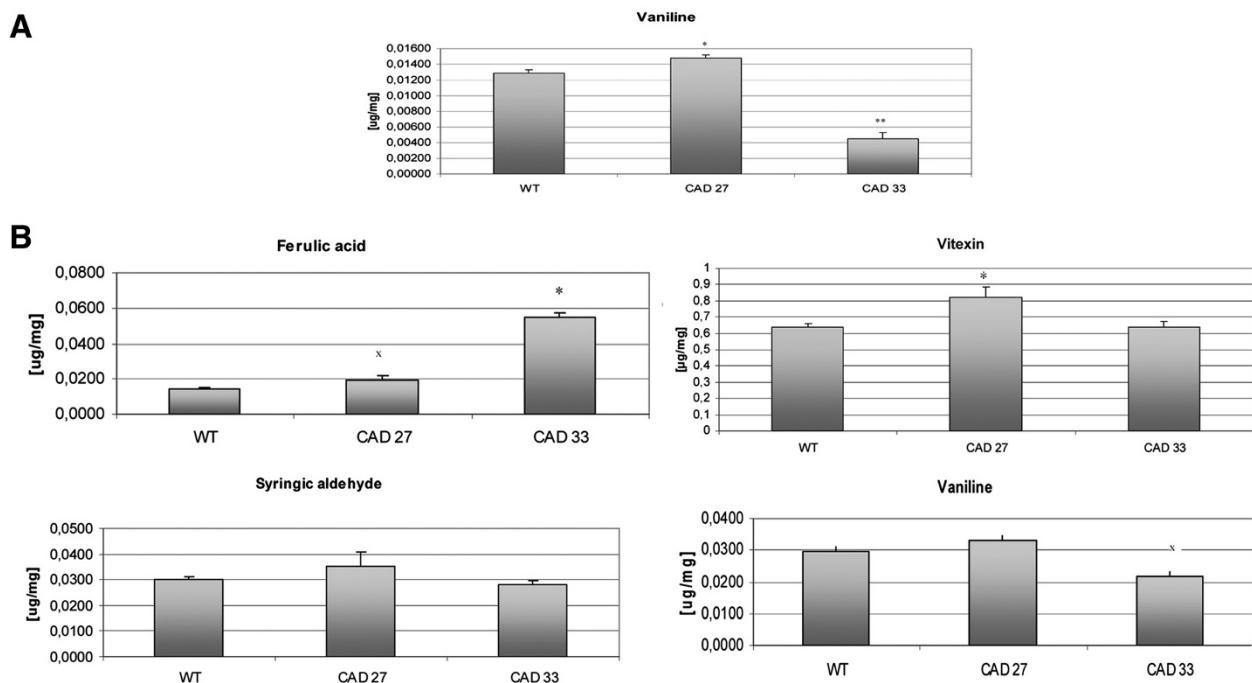 A
Vaniline
0,01600
0,01400
0,01200
0,01000
0,00800
0,00600
0,00400
0,00200
0,00000
[ug/mg]
*
**
WT CAD 27 CAD 33
B
Ferulic acid
0,0800
0,0600
0,0400
0,0200
0,0000
[ug/mg]
x
*
WT CAD 27 CAD 33
Vitexin
1
0,9
0,8
0,7
0,6
0,5
0,4
0,3
0,2
0,1
0
[µg/mg]
*
WT CAD 27 CAD 33
Syringic aldehyde
0,0500
0,0400
0,0300
0,0200
0,0100
0,0000
[ug/mg]
WT CAD 27 CAD 33
Vaniline
0,0400
0,0300
0,0200
0,0100
0,0000
[ug/mg]
x
WT CAD 27 CAD 33